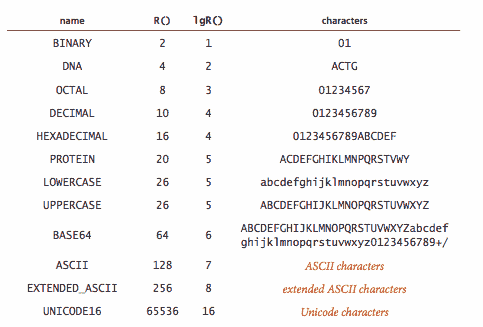 name R() lgR() characters
BINARY 2 1 01
DNA 4 2 ACTG
OCTAL 8 3 01234567
DECIMAL 10 4 0123456789
HEXADECIMAL 16 4 0123456789ABCDEF
PROTEIN 20 5 ACDEFGHIKLMNPQRSTVWY
LOWERCASE 26 5 abcdefghijklmnopqrstuvwxyz
UPPERCASE 26 5 ABCDEFGHIJKLMNOPQRSTUVWXYZ
BASE64 64 6 ABCDEFGHIJKLMNOPQRSTUVWXYZabcdef
ghijklmnopqrstuvwxyz0123456789+/
ASCII 128 7 ASCII characters
EXTENDED_ASCII 256 8 extended ASCII characters
UNICODE16 65536 16 Unicode characters